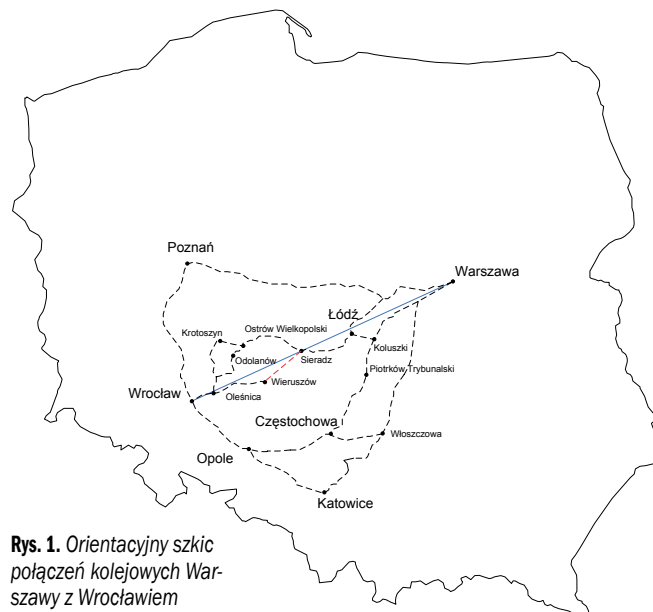 Poznań
Warszawa
Łódź
Krotoszyn
Ostrów Wielkopolski
Koluszki
Odolanów
Sieradz
Piotrków Trybunalski
Wieruszów
Wrocław
Oleśnica
Częstochowa
Włoszczowa
Opole
Katowice
Rys. 1. Orientacyjny szkic
połączeń kolejowych War-
szawy z Wrocławiem